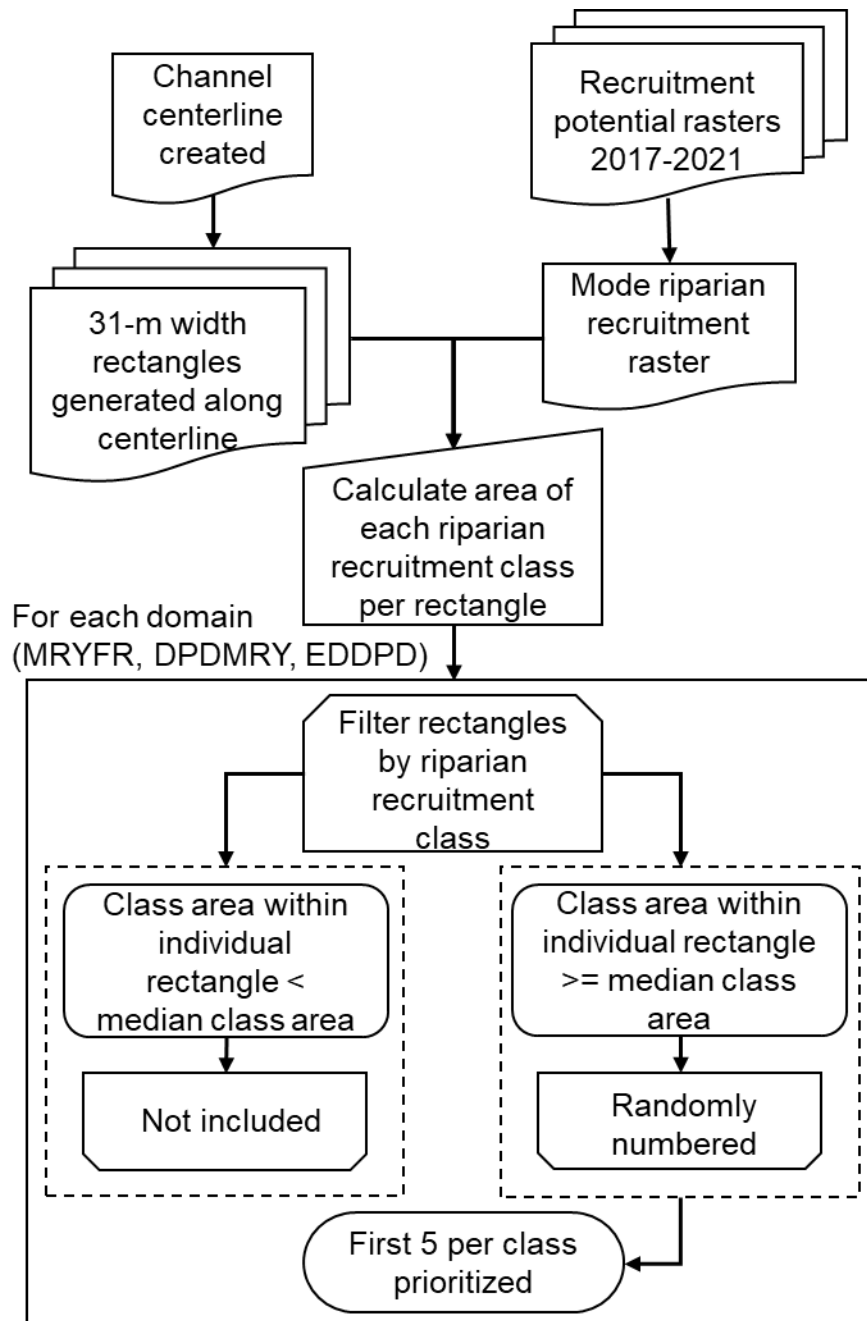 Channel
centerline
created
Recruitment
potential rasters
2017-2021
31-m width
rectangles
generated along
centerline
Mode riparian
recruitment
raster
Calculate area of
each riparian
recruitment class
per rectangle
For each domain
(MRYFR, DPDMRY, EDDPD)
Filter rectangles
by riparian
recruitment
class
Class area within
individual
rectangle <
median class area
Class area within
individual rectangle
>= median class
area
Not included
Randomly
numbered
First 5 per class
prioritized